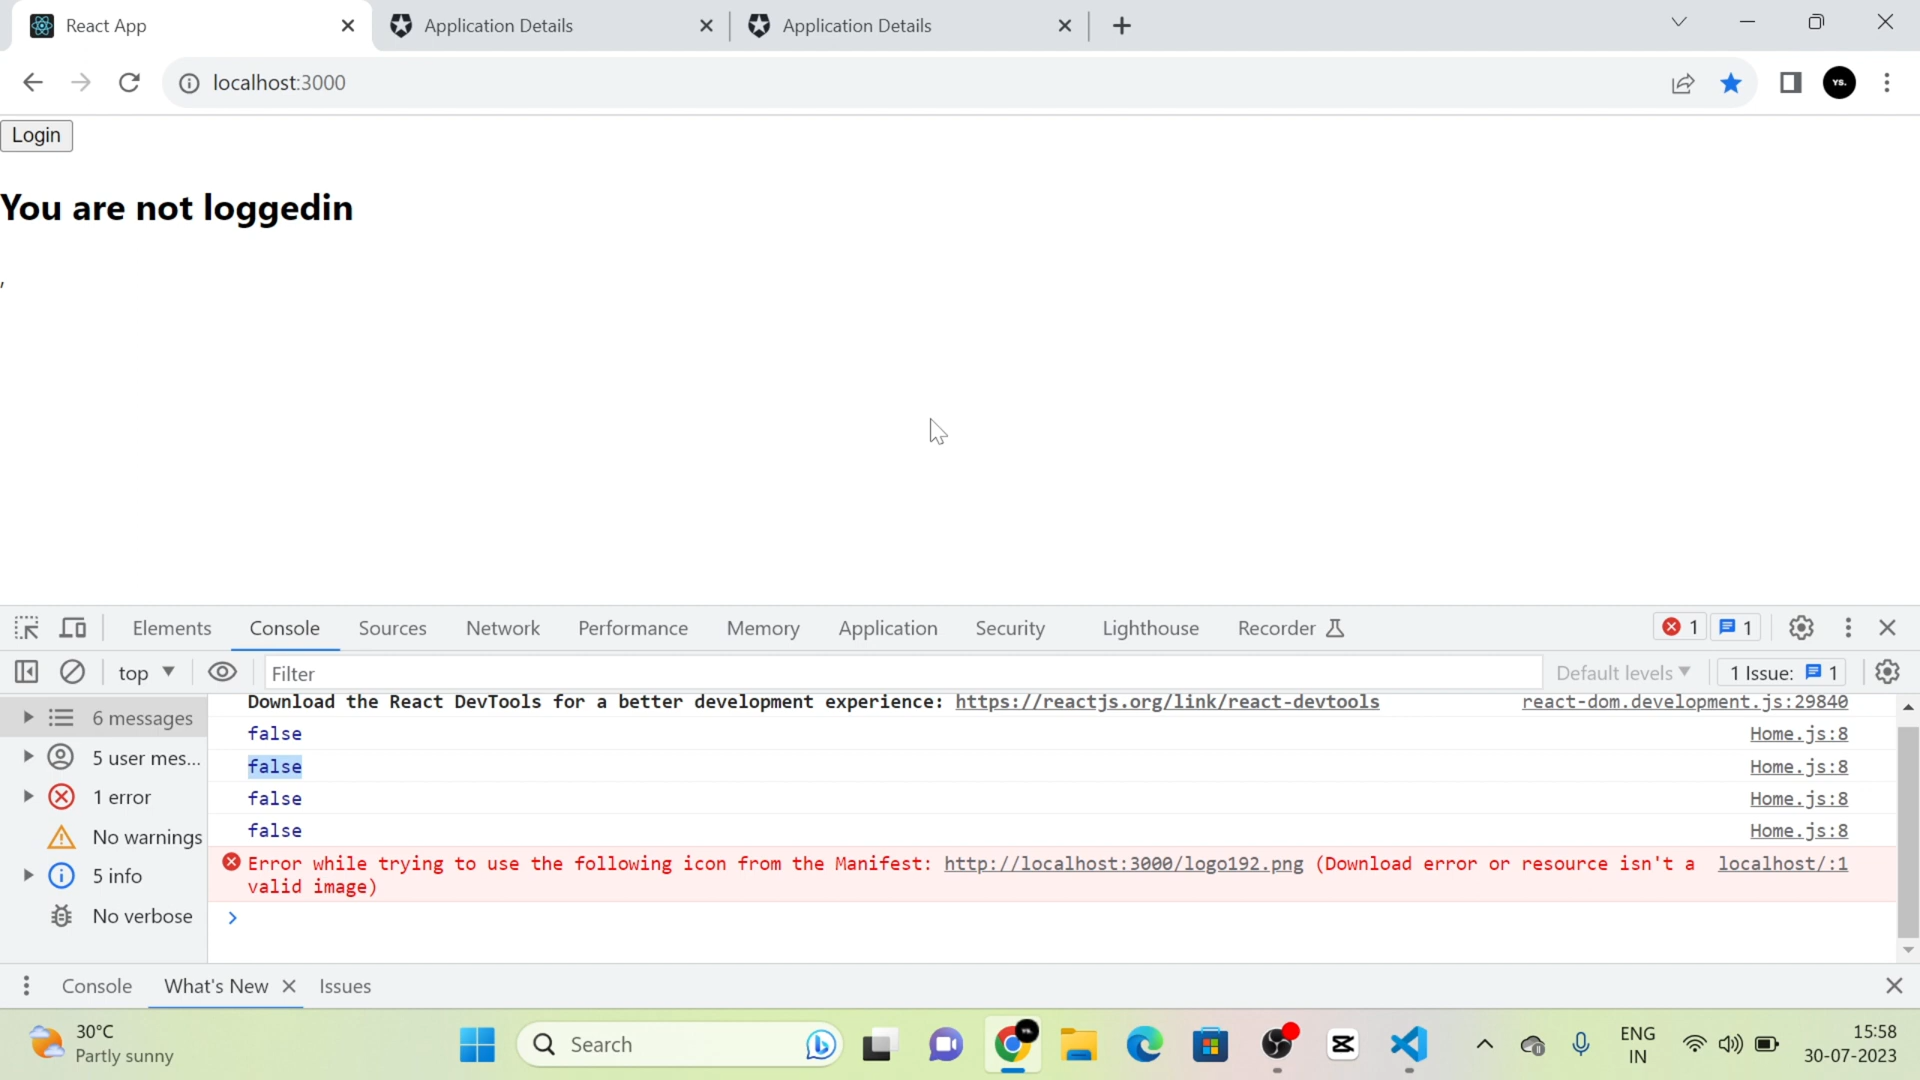 React App
Application Details
Application Details
localhost:3000
YS.
Login
You are not loggedin
,
Elements Console Sources Network Performance Memory Application Security Lighthouse Recorder 1 1
top Filter Default levels 1 Issue: 1
6 messages
5 user mes...
1 error
No warnings
5 info
No verbose
Download the React DevTools for a better development experience: https://reactjs.org/link/react-devtools react-dom.development.js:29840
false Home.js:8
false Home.js:8
false Home.js:8
false Home.js:8
Error while trying to use the following icon from the Manifest: http://localhost:3000/logo192.png (Download error or resource isn't a localhost/:1
valid image)
Console What's New Issues
30°C
Partly sunny
Search
ENG
IN
15:58
30-07-2023